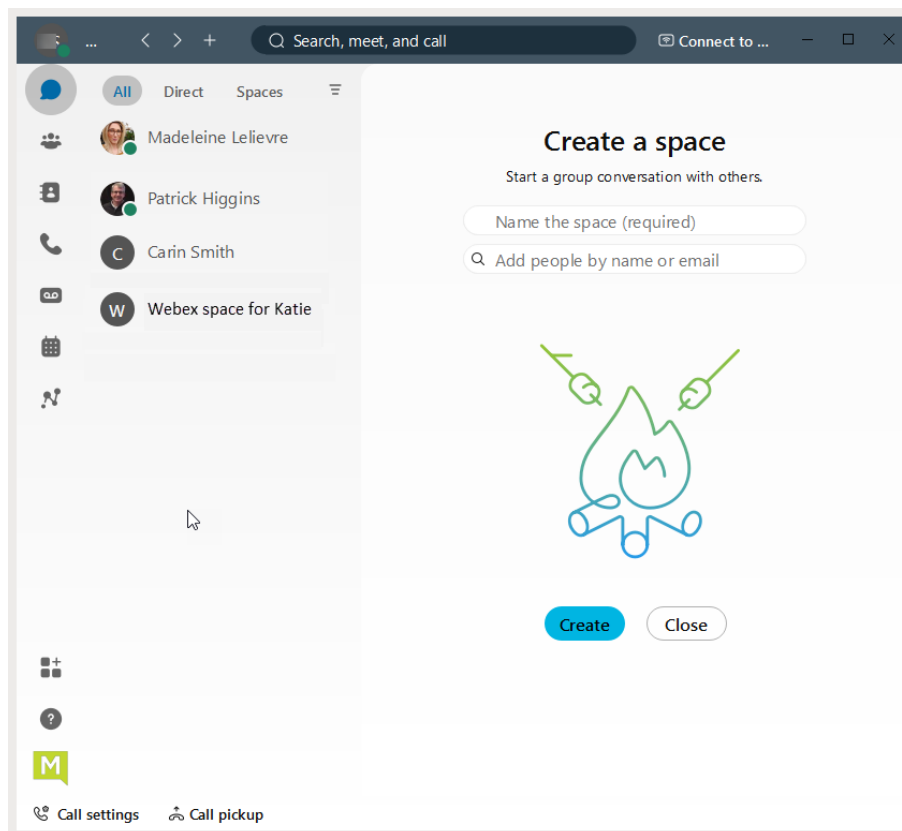 ...
Search, meet, and call
Connect to ...
All Direct Spaces
Madeleine Lelievre
Patrick Higgins
C Carin Smith
W Webex space for Katie
Create a space
Start a group conversation with others.
Name the space (required)
Add people by name or email
Create Close
?
M
Call settings Call pickup